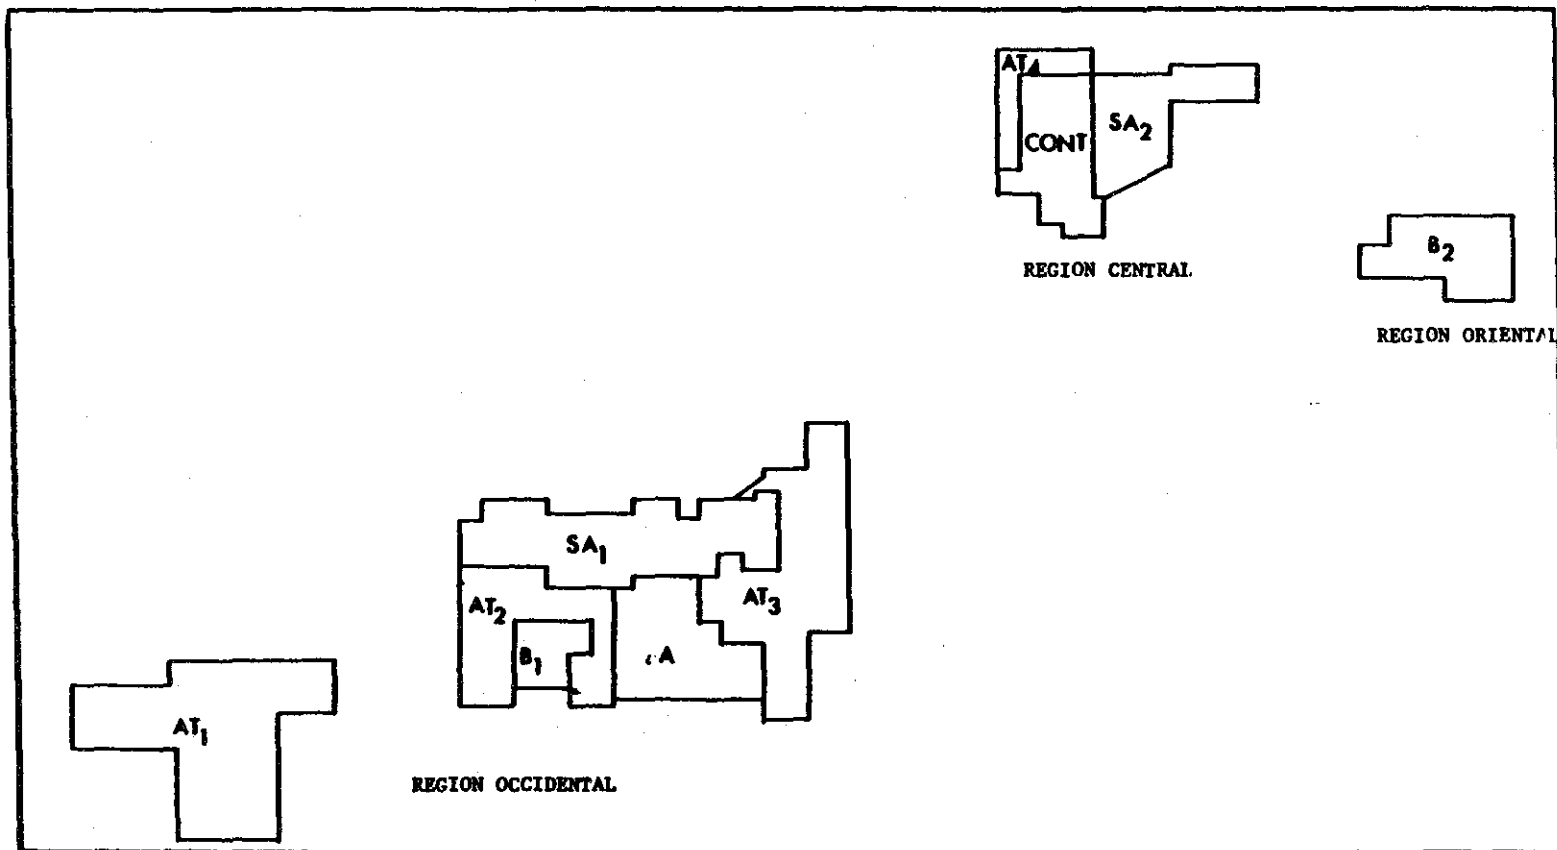 AT4
SA2
CONT
REGION CENTRAL
B2
REGION ORIENTAL
SA1
AT2
AT3
B1
A
AT1
REGION OCCIDENTAL